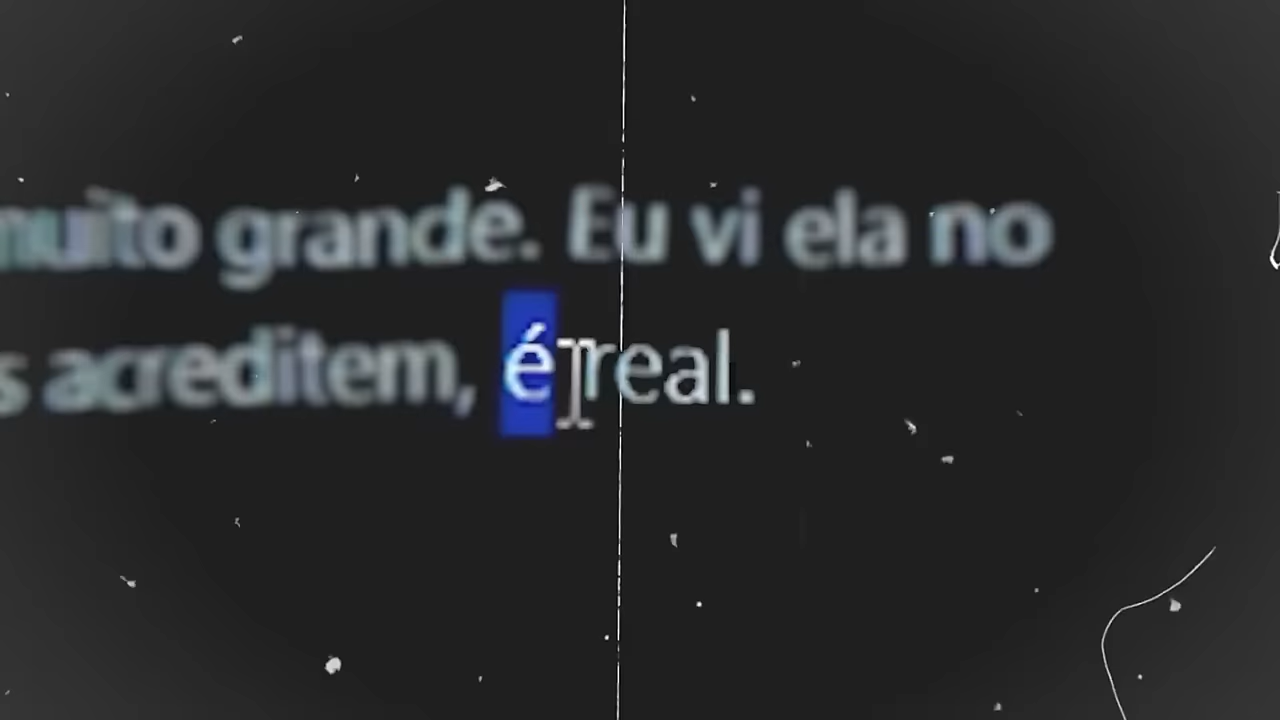 muito grande. Eu vi ela no
s acreditem, é real.